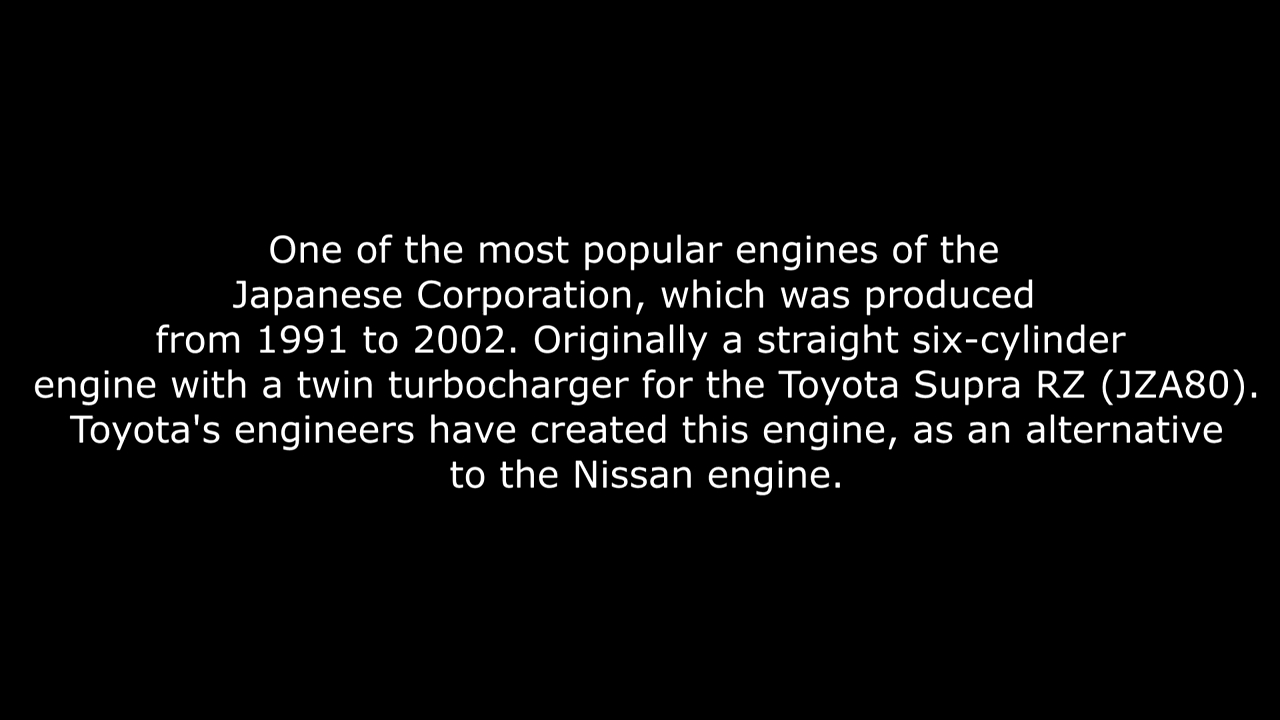 One of the most popular engines of the
Japanese Corporation, which was produced
from 1991 to 2002. Originally a straight six-cylinder
engine with a twin turbocharger for the Toyota Supra RZ (JZA80).
Toyota's engineers have created this engine, as an alternative
to the Nissan engine.